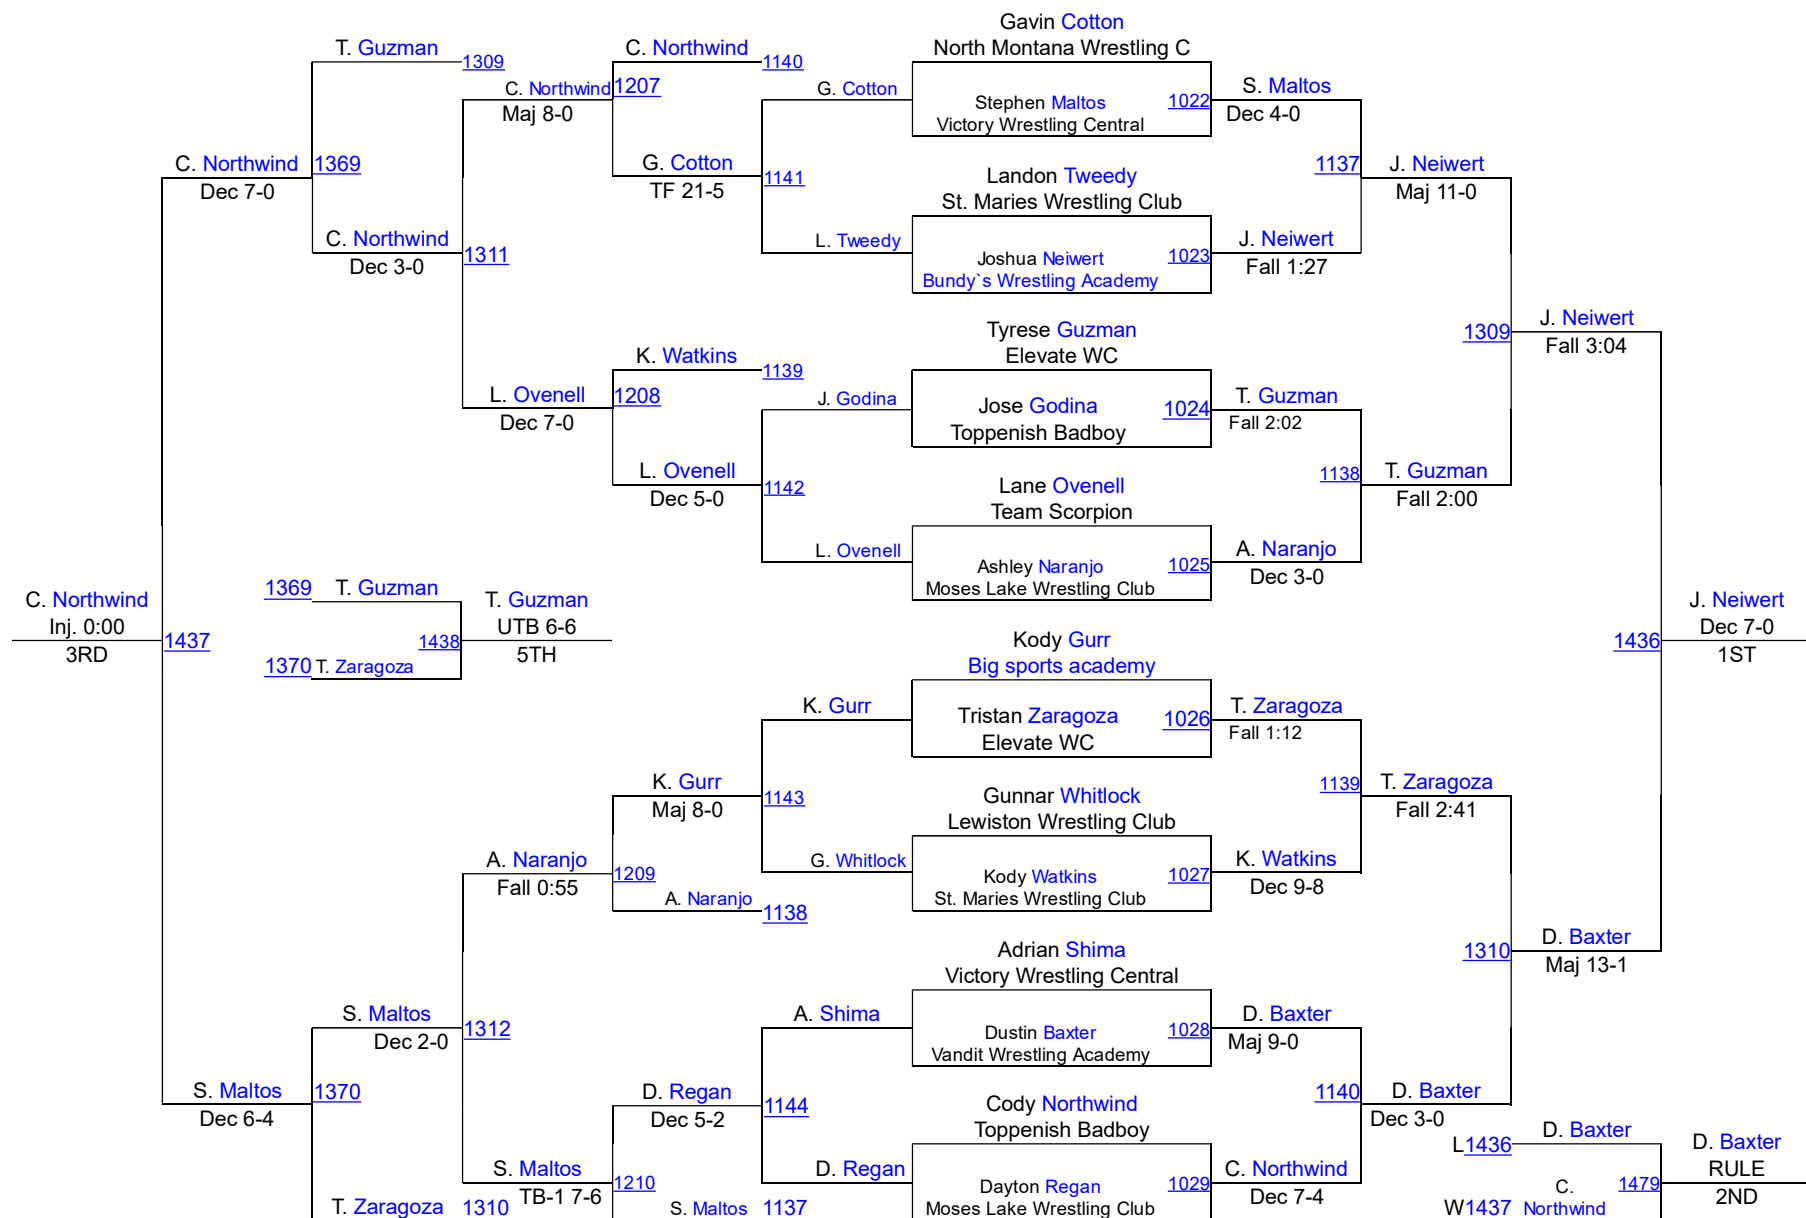 Gavin Cotton
T. Guzman
C. Northwind
North Montana Wrestling C
1309
1140
C. Northwind
1207
G. Cotton
S. Maltos
Maj 8-0
Stephen Maltos
1022
Dec 4-0
Victory Wrestling Central
C. Northwind
1369
G. Cotton
1137
J. Neiwert
Dec 7-0
TF 21-5
1141
Landon Tweedy
Maj 11-0
St. Maries Wrestling Club
C. Northwind
L. Tweedy
J. Neiwert
Dec 3-0
1311
Joshua Neiwert
1023
Fall 1:27
Bundy`s Wrestling Academy
Tyrese Guzman
J. Neiwert
K. Watkins
Elevate WC
1309
Fall 3:04
1139
L. Ovenell
1208
J. Godina
T. Guzman
Dec 7-0
Jose Godina
1024
Fall 2:02
Toppenish Badboy
L. Ovenell
1138
T. Guzman
Dec 5-0
1142
Lane Ovenell
Fall 2:00
Team Scorpion
L. Ovenell
A. Naranjo
Ashley Naranjo
1025
Dec 3-0
Moses Lake Wrestling Club
1369
T. Guzman
C. Northwind
T. Guzman
J. Neiwert
Inj. 0:00
UTB 6-6
Dec 7-0
3RD
1437
1438
5TH
Kody Gurr
1436
1ST
1370
T. Zaragoza
Big sports academy
K. Gurr
T. Zaragoza
Tristan Zaragoza
1026
Fall 1:12
Elevate WC
K. Gurr
1139
T. Zaragoza
Maj 8-0
1143
Gunnar Whitlock
Fall 2:41
Lewiston Wrestling Club
A. Naranjo
G. Whitlock
K. Watkins
Fall 0:55
1209
Kody Watkins
1027
Dec 9-8
A. Naranjo
1138
St. Maries Wrestling Club
Adrian Shima
1310
D. Baxter
Victory Wrestling Central
Maj 13-1
S. Maltos
A. Shima
D. Baxter
Dec 2-0
1312
Dustin Baxter
1028
Maj 9-0
Vandit Wrestling Academy
S. Maltos
1370
D. Regan
1140
D. Baxter
Dec 6-4
Dec 5-2
1144
Cody Northwind
Dec 3-0
Toppenish Badboy
L1436
D. Baxter
D. Baxter
S. Maltos
D. Regan
C. Northwind
RULE
TB-1 7-6
1210
Dayton Regan
1029
Dec 7-4
C.
1479
2ND
T. Zaragoza
1310
S. Maltos
1137
Moses Lake Wrestling Club
W1437
Northwind